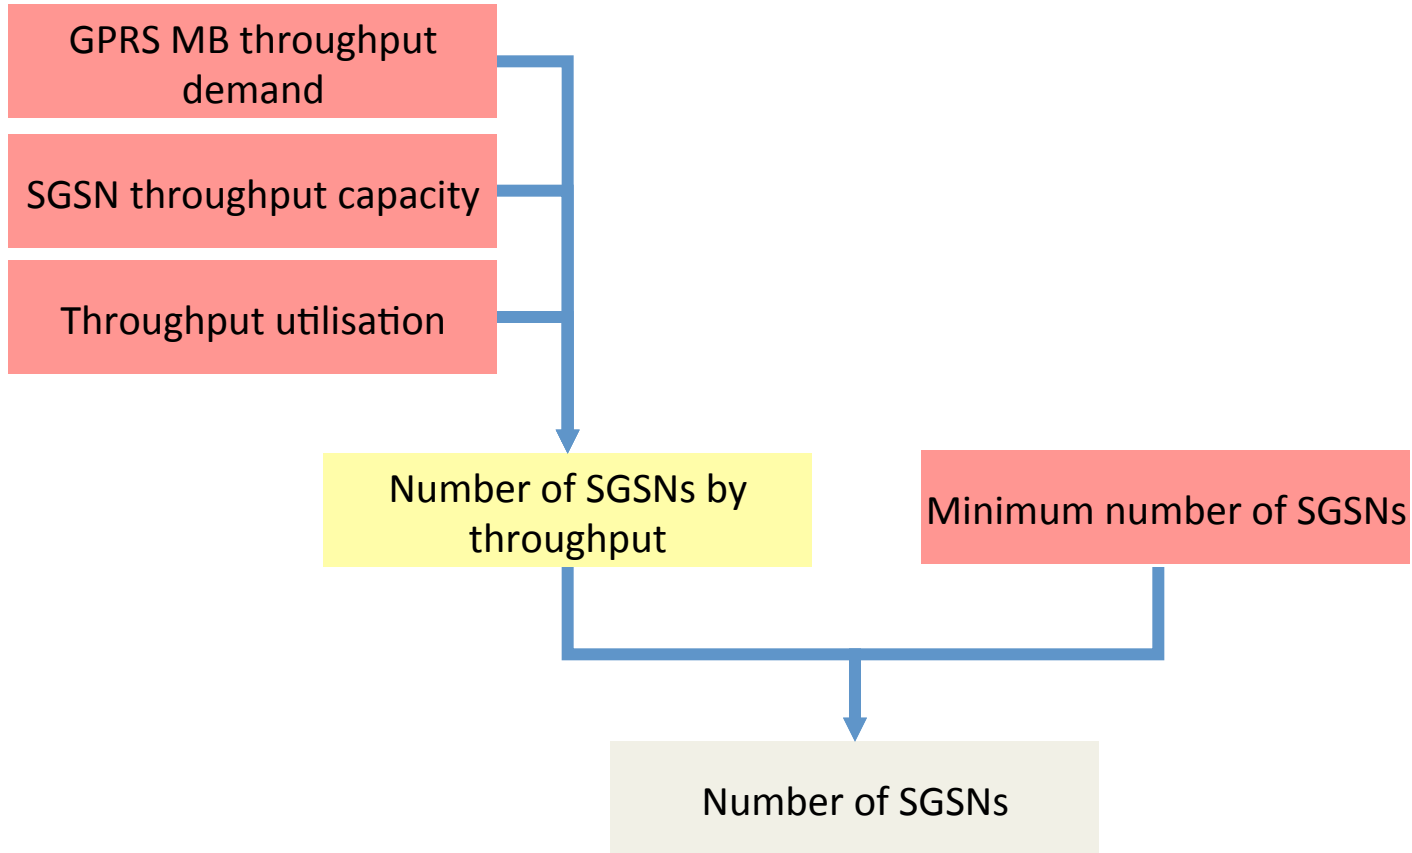 GPRS MB throughput
demand
SGSN throughput capacity
Throughput utilisation
Number of SGSNs by
throughput
Minimum number of SGSNs
Number of SGSNs